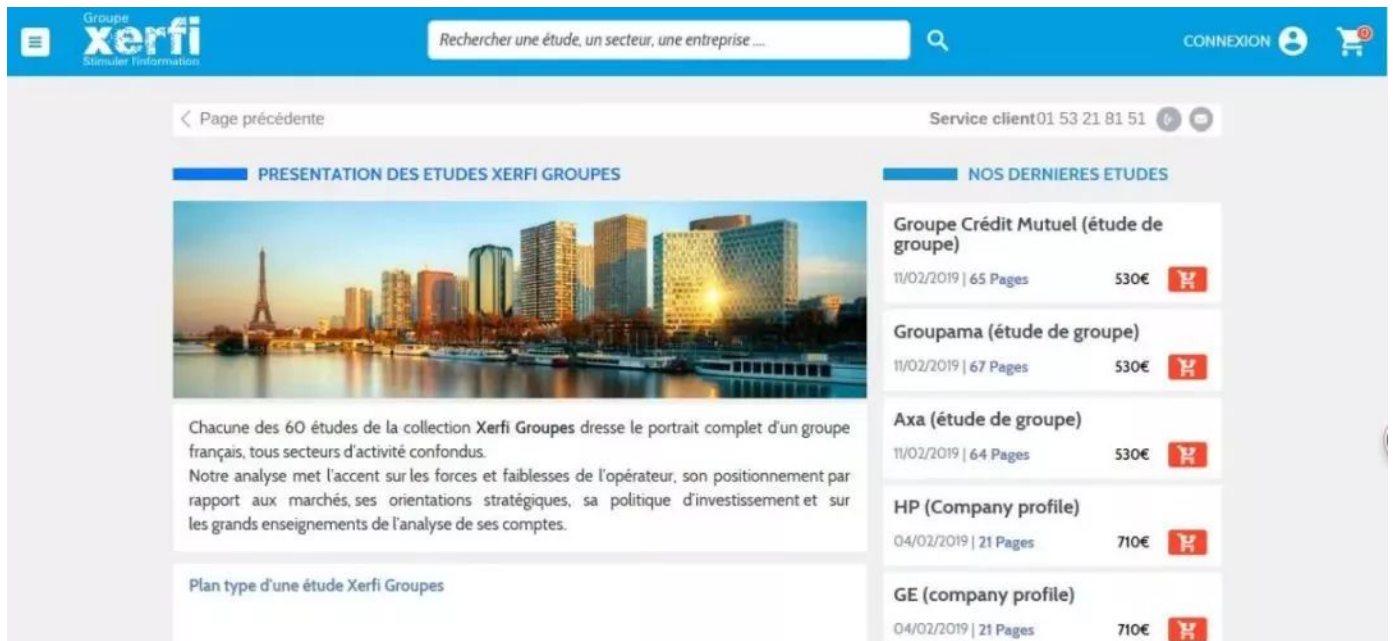 Groupe
xerfi
Stimuler l'information
Rechercher une étude, un secteur, une entreprise ....
CONNEXION
0
Page précédente
Service client01 53 21 81 51
PRESENTATION DES ETUDES XERFI GROUPES
Chacune des 60 études de la collection Xerfi Groupes dresse le portrait complet d'un groupe
français, tous secteurs d'activité confondus.
Notre analyse met l'accent sur les forces et faiblesses de l'opérateur, son positionnement par
rapport aux marchés, ses orientations stratégiques, sa politique d'investissement et sur
les grands enseignements de l'analyse de ses comptes.
Plan type d'une étude Xerfi Groupes
NOS DERNIERES ETUDES
Groupe Crédit Mutuel (étude de
groupe)
11/02/2019 | 65 Pages 530€
Groupama (étude de groupe)
11/02/2019 | 67 Pages 530€
Axa (étude de groupe)
11/02/2019 | 64 Pages 530€
HP (Company profile)
04/02/2019 | 21 Pages 710€
GE (company profile)
04/02/2019 | 21 Pages 710€